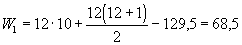 W₁ = 12·10 + 12(12+1)/2 − 129,5 = 68,5